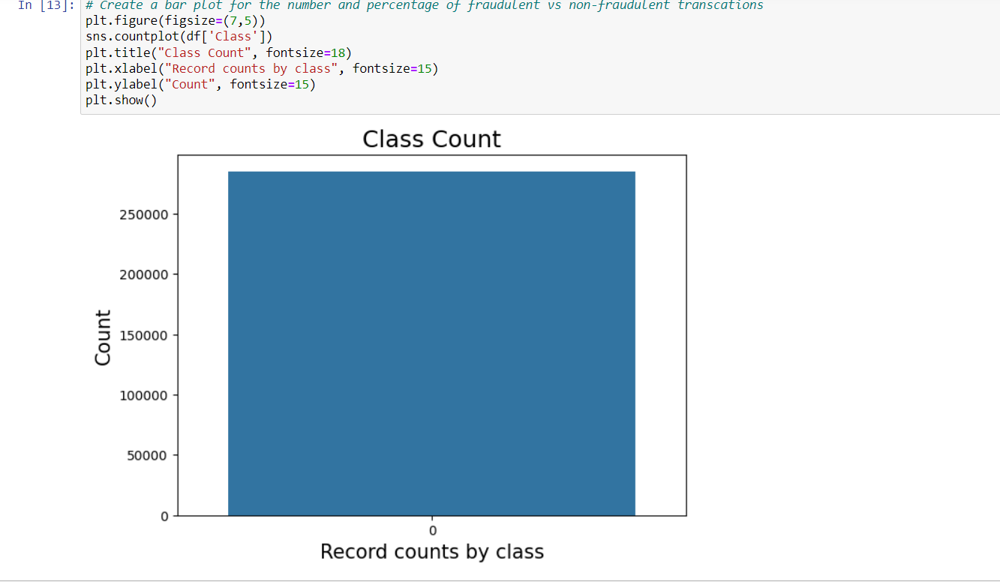 In [13]: # Create a bar plot for the number and percentage of fraudulent vs non-fraudulent transcations
plt.figure(figsize=(7,5))
sns.countplot(df['Class'])
plt.title("Class Count", fontsize=18)
plt.xlabel("Record counts by class", fontsize=15)
plt.ylabel("Count", fontsize=15)
plt.show()
Class Count
250000
200000
150000
100000
50000
0
Count
0
Record counts by class